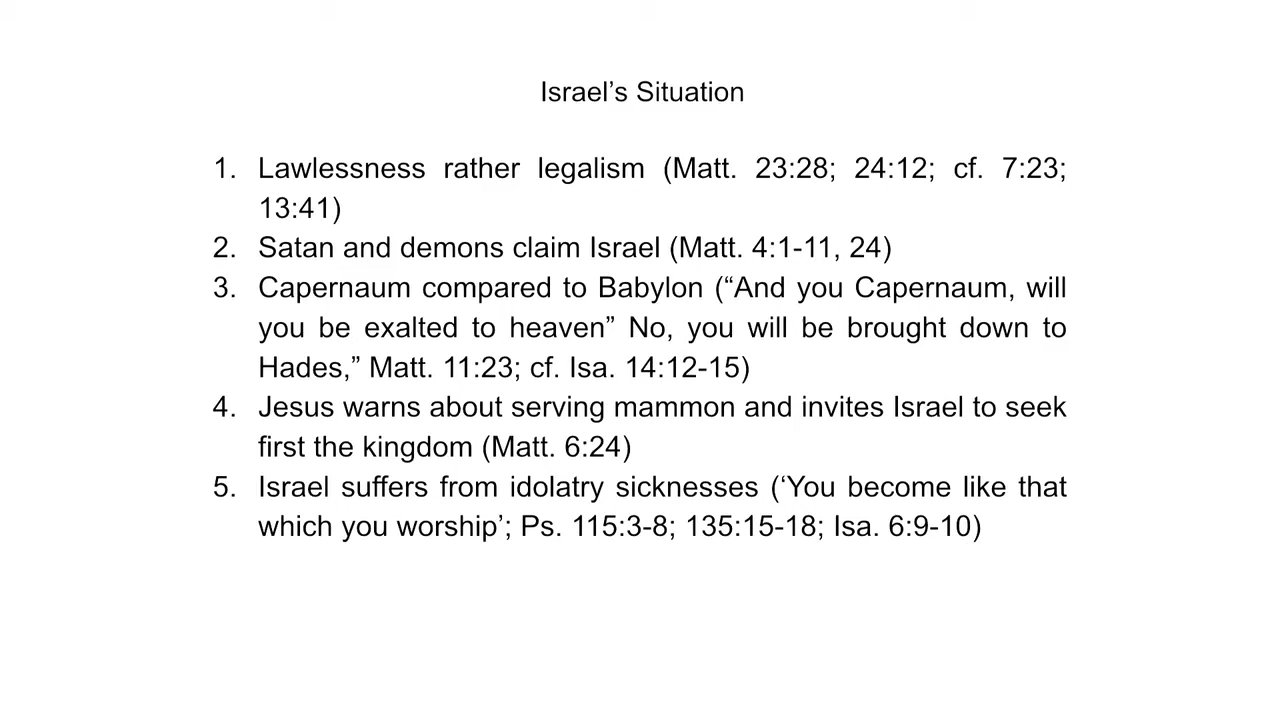 Israel’s Situation
1. Lawlessness rather legalism (Matt. 23:28; 24:12; cf. 7:23;
13:41)
2. Satan and demons claim Israel (Matt. 4:1-11, 24)
3. Capernaum compared to Babylon (“And you Capernaum, will
you be exalted to heaven” No, you will be brought down to
Hades,” Matt. 11:23; cf. Isa. 14:12-15)
4. Jesus warns about serving mammon and invites Israel to seek
first the kingdom (Matt. 6:24)
5. Israel suffers from idolatry sicknesses (‘You become like that
which you worship’; Ps. 115:3-8; 135:15-18; Isa. 6:9-10)